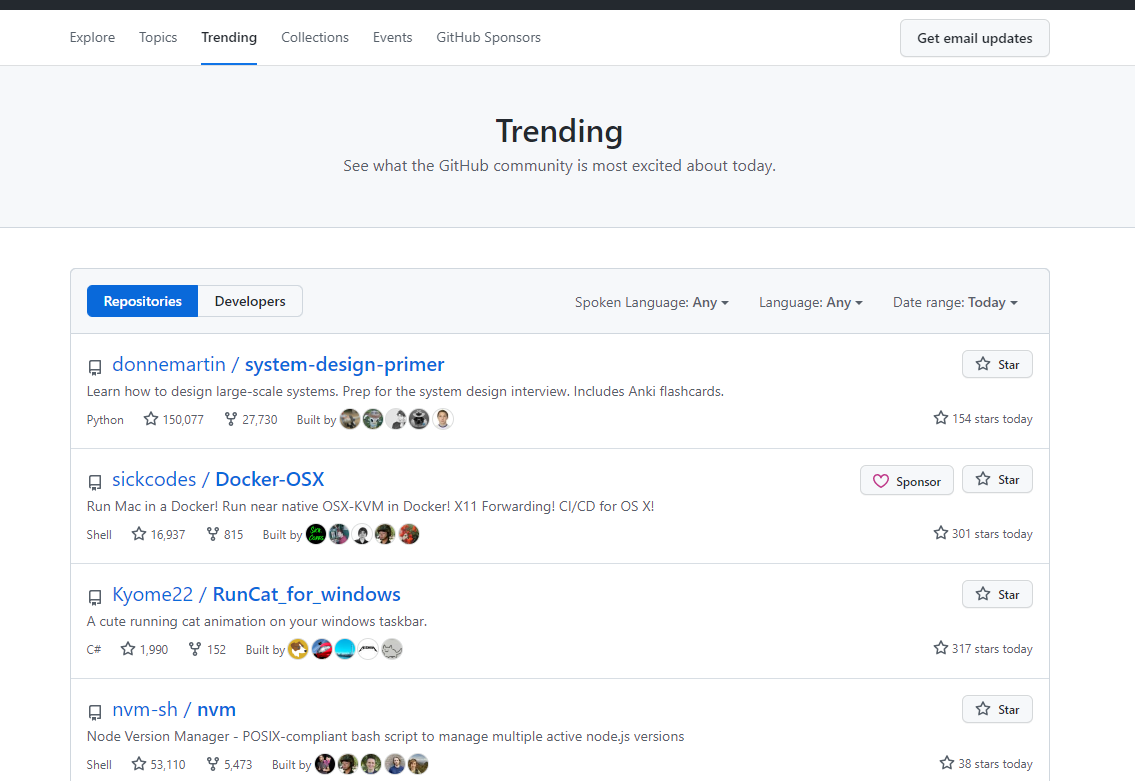 Explore Topics Trending Collections Events GitHub Sponsors Get email updates
Trending
See what the GitHub community is most excited about today.
Repositories Developers Spoken Language: Any Language: Any Date range: Today
donnemartin / system-design-primer Star
Learn how to design large-scale systems. Prep for the system design interview. Includes Anki flashcards.
Python 150,077 27,730 Built by 154 stars today
sickcodes / Docker-OSX Sponsor Star
Run Mac in a Docker! Run near native OSX-KVM in Docker! X11 Forwarding! CI/CD for OS X!
Shell 16,937 815 Built by 301 stars today
Kyome22 / RunCat_for_windows Star
A cute running cat animation on your windows taskbar.
C# 1,990 152 Built by 317 stars today
nvm-sh / nvm Star
Node Version Manager - POSIX-compliant bash script to manage multiple active node.js versions
Shell 53,110 5,473 Built by 38 stars today